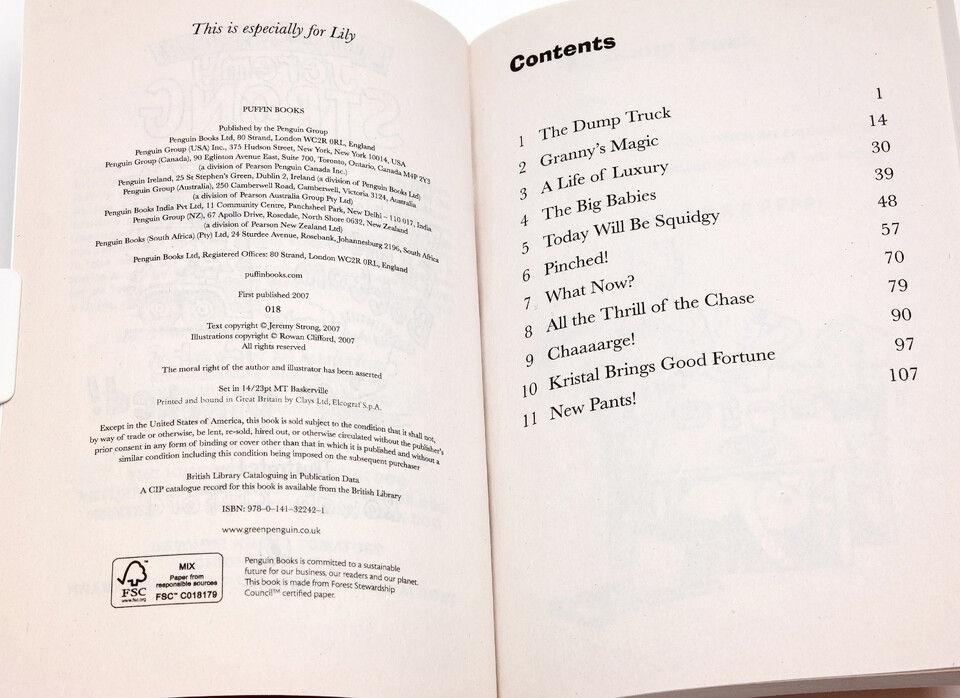 This is especially for Lily
PUFFIN BOOKS
Published by the Penguin Group
Penguin Books Ltd, 80 Strand, London WC2R 0RL, England
Penguin Group (USA) Inc., 375 Hudson Street, New York, New York 10014, USA
Penguin Group (Canada), 90 Eglinton Avenue East, Suite 700, Toronto, Ontario, Canada M4P 2Y3
(a division of Pearson Penguin Canada Inc.)
Penguin Ireland, 25 St Stephen's Green, Dublin 2, Ireland (a division of Penguin Books Ltd)
Penguin Group (Australia), 250 Camberwell Road, Camberwell, Victoria 3124, Australia
(a division of Pearson Australia Group Pty Ltd)
Penguin Books India Pvt Ltd, 11 Community Centre, Panchsheel Park, New Delhi – 110 017, India
Penguin Group (NZ), 67 Apollo Drive, Rosedale, North Shore 0632, New Zealand
(a division of Pearson New Zealand Ltd)
Penguin Books (South Africa) (Pty) Ltd, 24 Sturdee Avenue, Rosebank, Johannesburg 2196, South Africa
Penguin Books Ltd, Registered Offices: 80 Strand, London WC2R 0RL, England
puffinbooks.com
First published 2007
018
Text copyright © Jeremy Strong, 2007
Illustrations copyright © Rowan Clifford, 2007
All rights reserved
The moral right of the author and illustrator has been asserted
Set in 14/23pt MT Baskerville
Printed and bound in Great Britain by Clays Ltd, Elcograf S.p.A.
Except in the United States of America, this book is sold subject to the condition that it shall not,
by way of trade or otherwise, be lent, re-sold, hired out, or otherwise circulated without the publisher's
prior consent in any form of binding or cover other than that in which it is published and without a
similar condition including this condition being imposed on the subsequent purchaser
British Library Cataloguing in Publication Data
A CIP catalogue record for this book is available from the British Library
ISBN: 978–0–141–32242–1
www.greenpenguin.co.uk
FSC
www.fsc.org
MIX
Paper from
responsible sources
FSC™ C018179
Penguin Books is committed to a sustainable
future for our business, our readers and our planet.
This book is made from Forest Stewardship
Council™ certified paper.
Contents
1 The Dump Truck 1
2 Granny's Magic 14
3 A Life of Luxury 30
4 The Big Babies 39
5 Today Will Be Squidgy 48
6 Pinched! 57
7 What Now? 70
8 All the Thrill of the Chase 79
9 Chaaaarge! 90
10 Kristal Brings Good Fortune 97
11 New Pants! 107